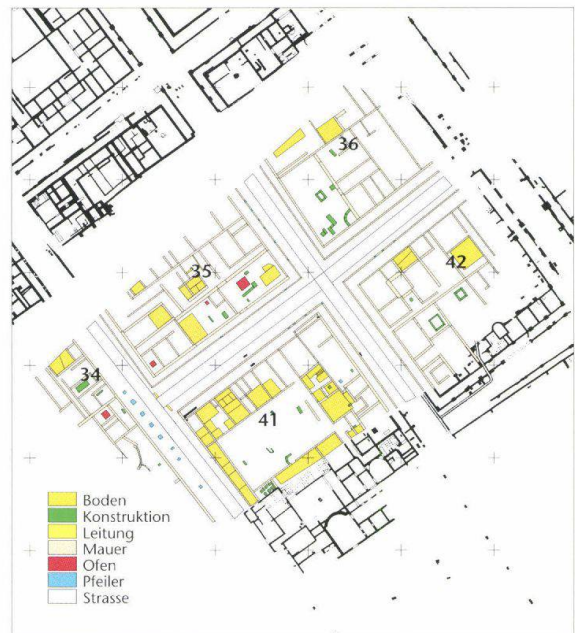 36
42
35
34
41
Boden
Konstruktion
Leitung
Mauer
Ofen
Pfeiler
Strasse